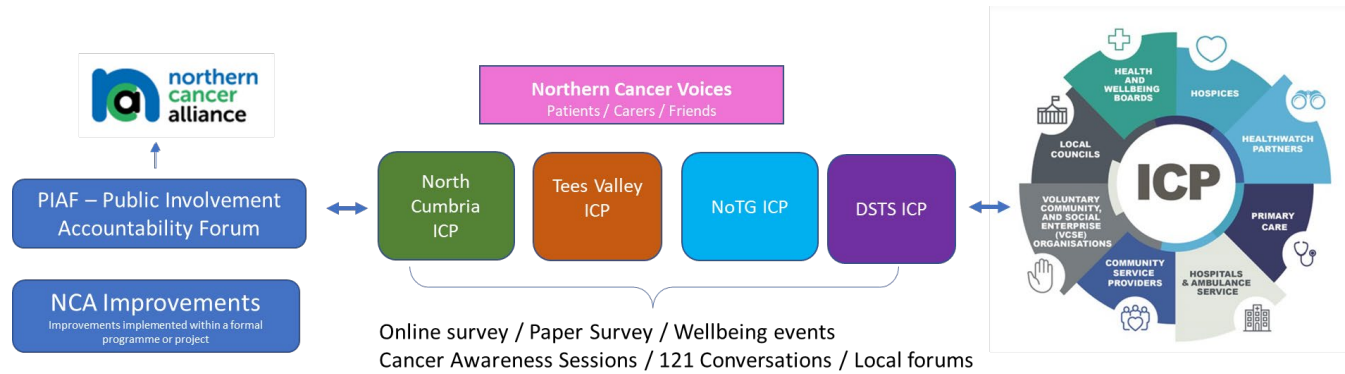 northern
cancer
alliance
PIAF – Public Involvement
Accountability Forum
NCA Improvements
Improvements implemented within a formal
programme or project
Northern Cancer Voices
Patients / Carers / Friends
North
Cumbria
ICP
Tees Valley
ICP
NoTG ICP
DSTS ICP
Online survey / Paper Survey / Wellbeing events
Cancer Awareness Sessions / 121 Conversations / Local forums
HEALTH
AND
WELLBEING
BOARDS
HOSPICES
HEALTHWATCH
PARTNERS
PRIMARY
CARE
HOSPITALS
& AMBULANCE
SERVICE
COMMUNITY
SERVICE
PROVIDERS
VOLUNTARY
COMMUNITY,
AND SOCIAL
ENTERPRISE
(VCSE)
ORGANISATIONS
LOCAL
COUNCILS
ICP